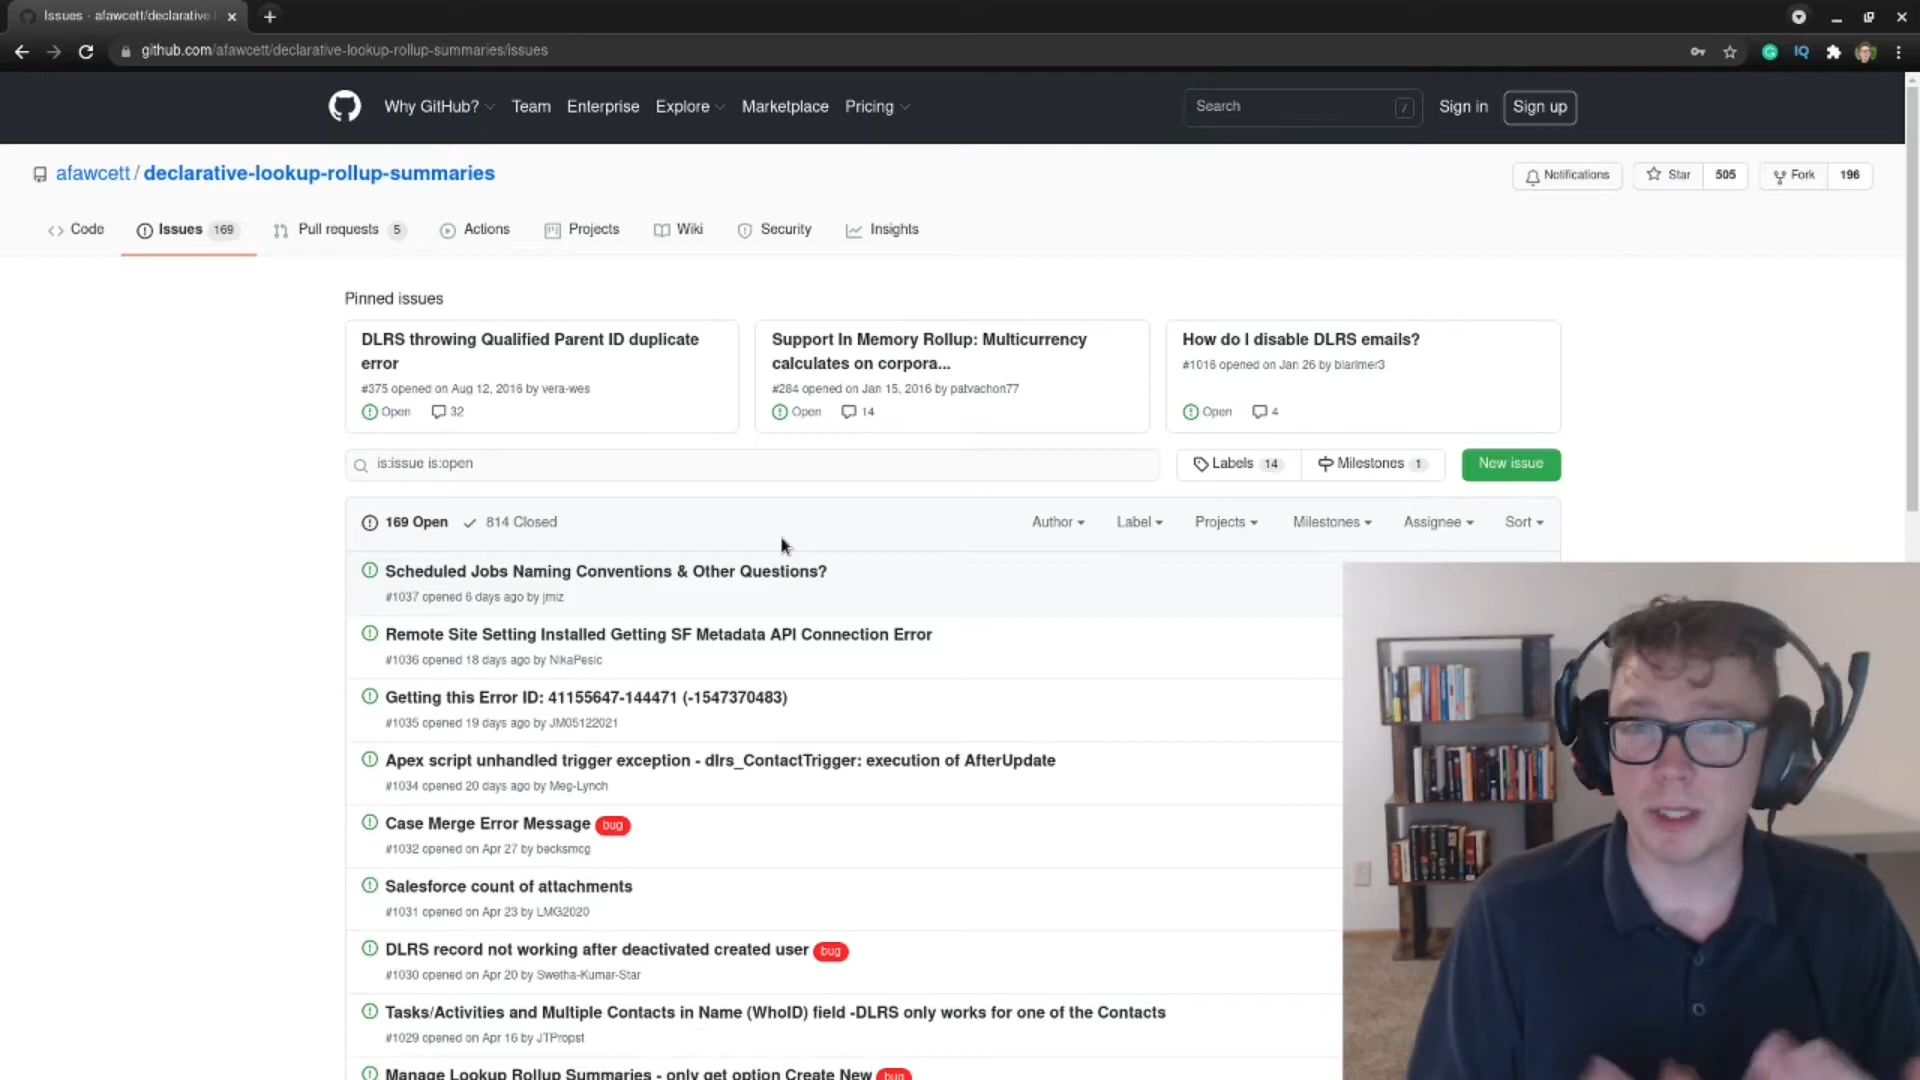 Issues · afawcett/declarative
github.com/afawcett/declarative-lookup-rollup-summaries/issues
IQ
Why GitHub? Team Enterprise Explore Marketplace Pricing Search / Sign in Sign up
afawcett / declarative-lookup-rollup-summaries
Notifications Star 505 Fork 196
Code Issues 169 Pull requests 5 Actions Projects Wiki Security Insights
Pinned issues
DLRS throwing Qualified Parent ID duplicate
error
#375 opened on Aug 12, 2016 by vera-wes
Open 32
Support In Memory Rollup: Multicurrency
calculates on corpora...
#284 opened on Jan 15, 2016 by patvachon77
Open 14
How do I disable DLRS emails?
#1016 opened on Jan 26 by blarimer3
Open 4
is:issue is:open
Labels 14 Milestones 1 New issue
169 Open 814 Closed Author Label Projects Milestones Assignee Sort
Scheduled Jobs Naming Conventions & Other Questions?
#1037 opened 6 days ago by jmiz
Remote Site Setting Installed Getting SF Metadata API Connection Error
#1036 opened 18 days ago by NikaPesic
Getting this Error ID: 41155647-144471 (-1547370483)
#1035 opened 19 days ago by JM05122021
Apex script unhandled trigger exception - dlrs_ContactTrigger: execution of AfterUpdate
#1034 opened 20 days ago by Meg-Lynch
Case Merge Error Message bug
#1032 opened on Apr 27 by becksmcg
Salesforce count of attachments
#1031 opened on Apr 23 by LMG2020
DLRS record not working after deactivated created user bug
#1030 opened on Apr 20 by Swetha-Kumar-Star
Tasks/Activities and Multiple Contacts in Name (WhoID) field -DLRS only works for one of the Contacts
#1029 opened on Apr 16 by JTPropst
Manage Lookup Rollup Summaries - only get option Create New bug